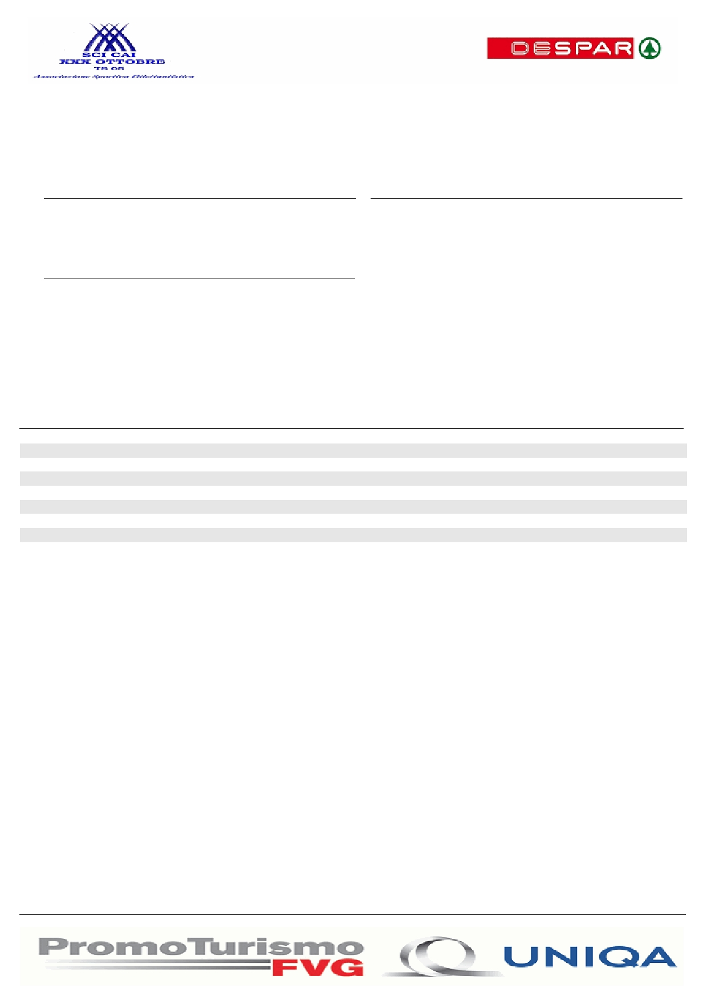 SCI CAI
XXX OTTOBRE
TS 05
Associazione Sportiva Dilettantistica
DESPAR
PromoTurismo
FVG
UNIQA